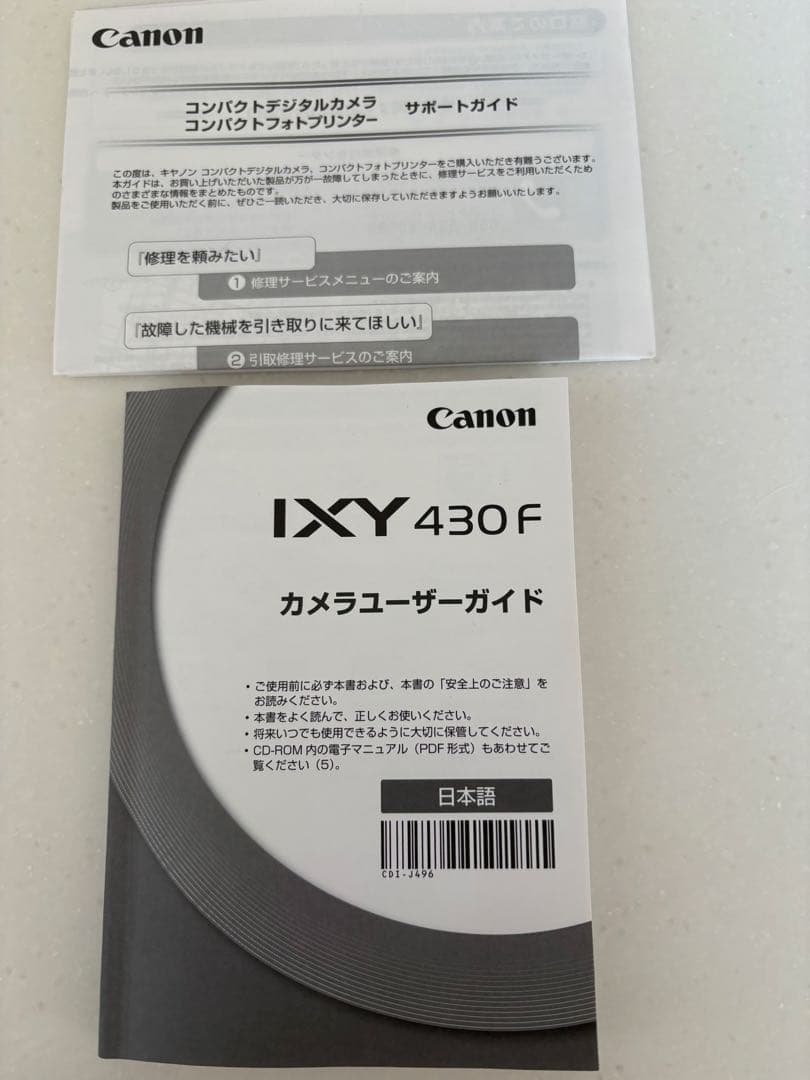 Canon
コンパクトデジタルカメラ
コンパクトフォトプリンター
サポートガイド
この度は、キヤノン コンパクトデジタルカメラ、コンパクトフォトプリンターをご購入いただき有難うございます。
本ガイドは、お買い上げいただいた製品が万が一故障してしまったときに、修理サービスをご利用いただくため
のさまざまな情報をまとめたものです。
製品をご使用いただく前に、ぜひご一読いただき、大切に保存していただきますようお願いいたします。
『修理を頼みたい』
① 修理サービスメニューのご案内
『故障した機械を引き取りに来てほしい』
② 引取修理サービスのご案内
Canon
IXY 430F
カメラユーザーガイド
・ご使用前に必ず本書および、本書の「安全上のご注意」を
お読みください。
・本書をよく読んで、正しくお使いください。
・将来いつでも使用できるように大切に保管してください。
・CD-ROM 内の電子マニュアル（PDF 形式）もあわせてご
覧ください（5）。
日本語
CDI-J496